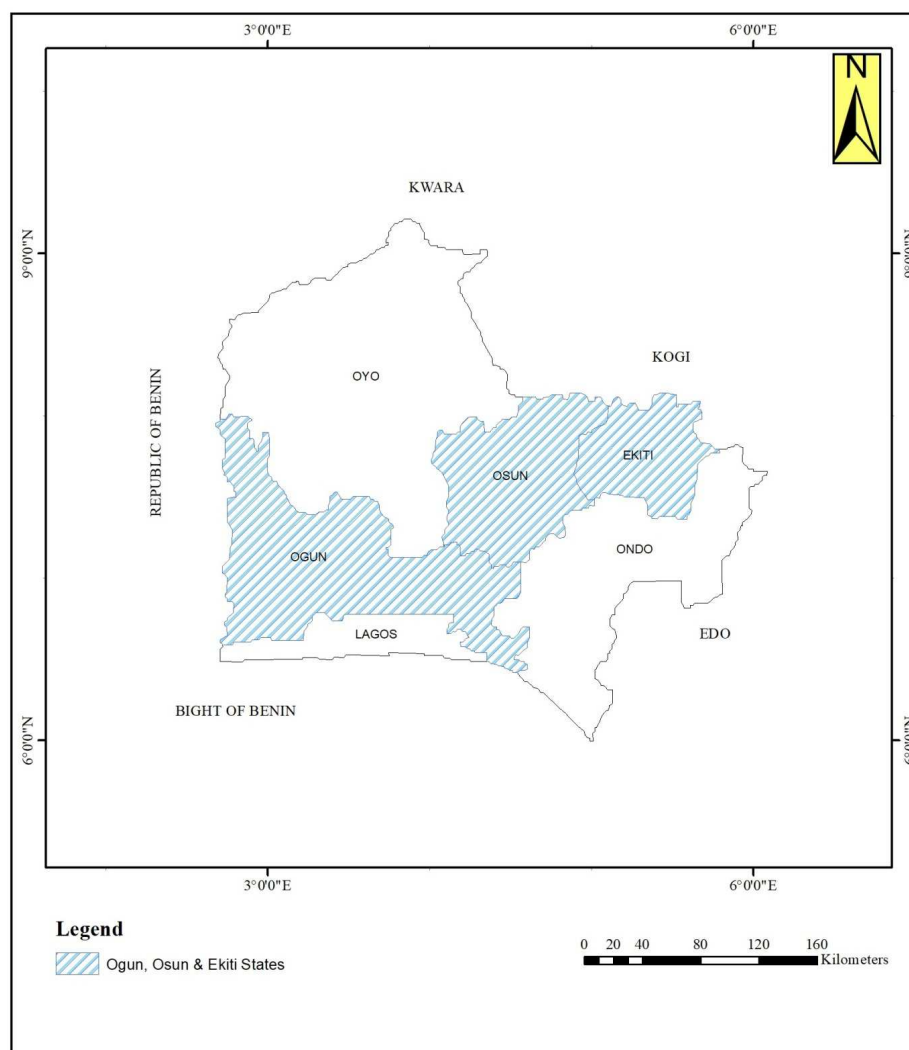 3°0'0"E
6°0'0"E
N
KWARA
9°0'0"N
9°0'0"N
KOGI
OYO
REPUBLIC OF BENIN
EKITI
OSUN
OGUN
ONDO
LAGOS
EDO
BIGHT OF BENIN
6°0'0"N
6°0'0"N
3°0'0"E
6°0'0"E
Legend
Ogun, Osun & Ekiti States
0 20 40 80 120 160
Kilometers